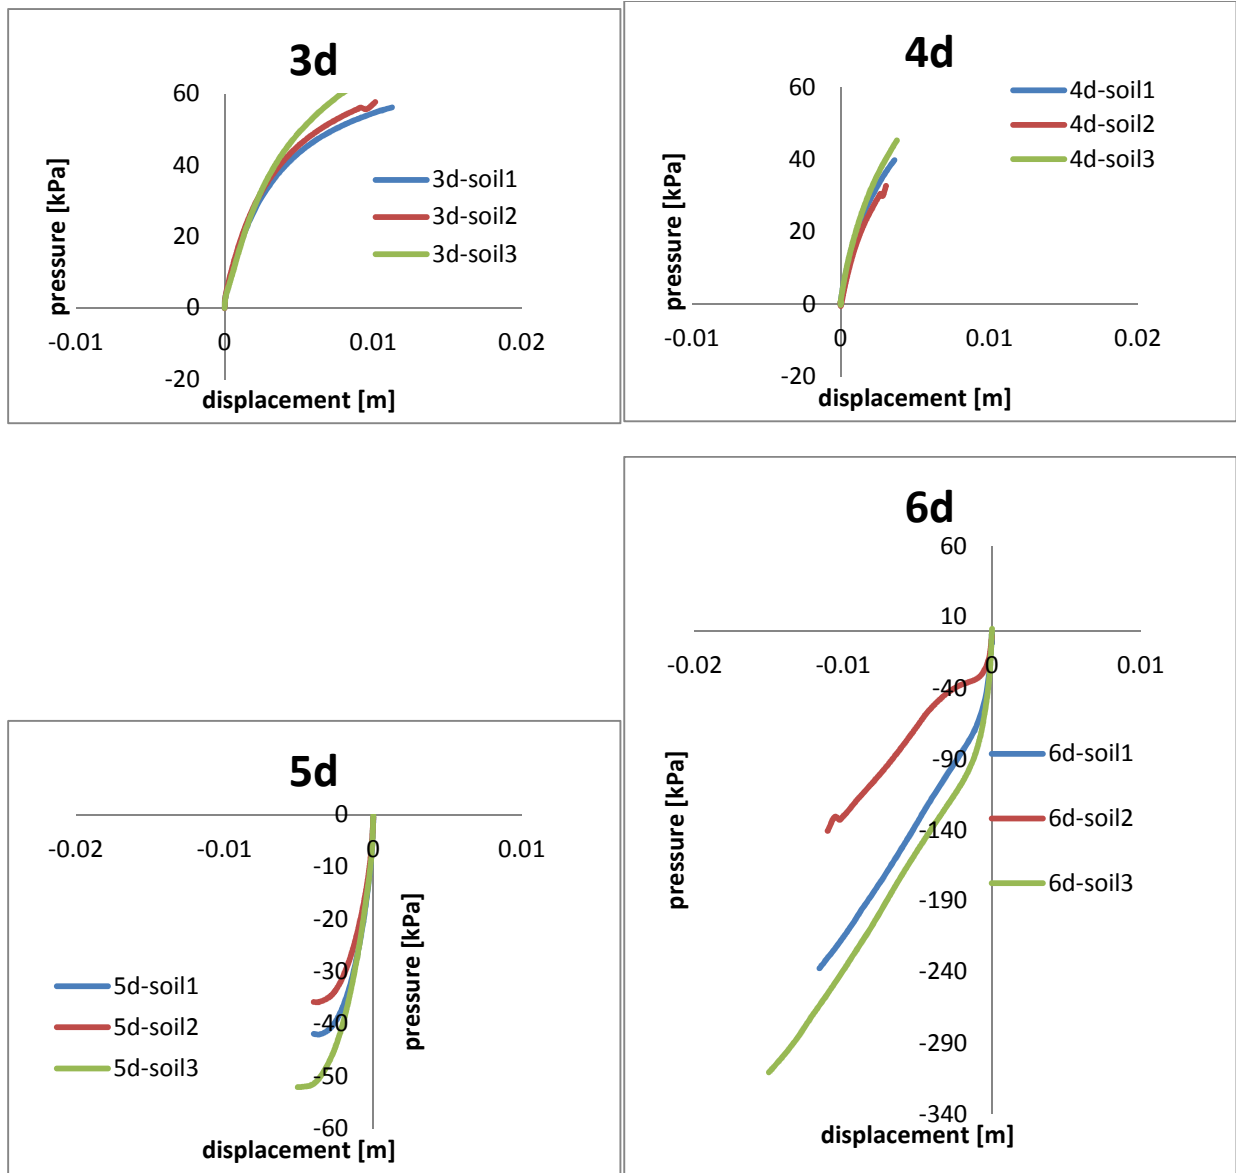 3d
60
40
20
0
-20
-0.01
0
0.01
0.02
pressure [kPa]
displacement [m]
3d-soil1
3d-soil2
3d-soil3
4d
60
40
20
0
-20
-0.01
0
0.01
0.02
pressure [kPa]
displacement [m]
4d-soil1
4d-soil2
4d-soil3
5d
0
-10
-20
-30
-40
-50
-60
-0.02
-0.01
0
0.01
pressure [kPa]
displacement [m]
5d-soil1
5d-soil2
5d-soil3
6d
60
10
-40
-90
-140
-190
-240
-290
-340
-0.02
-0.01
0
0.01
pressure [kPa]
displacement [m]
6d-soil1
6d-soil2
6d-soil3